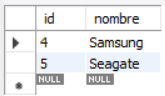 id nombre
4 Samsung
5 Seagate
NULL NULL